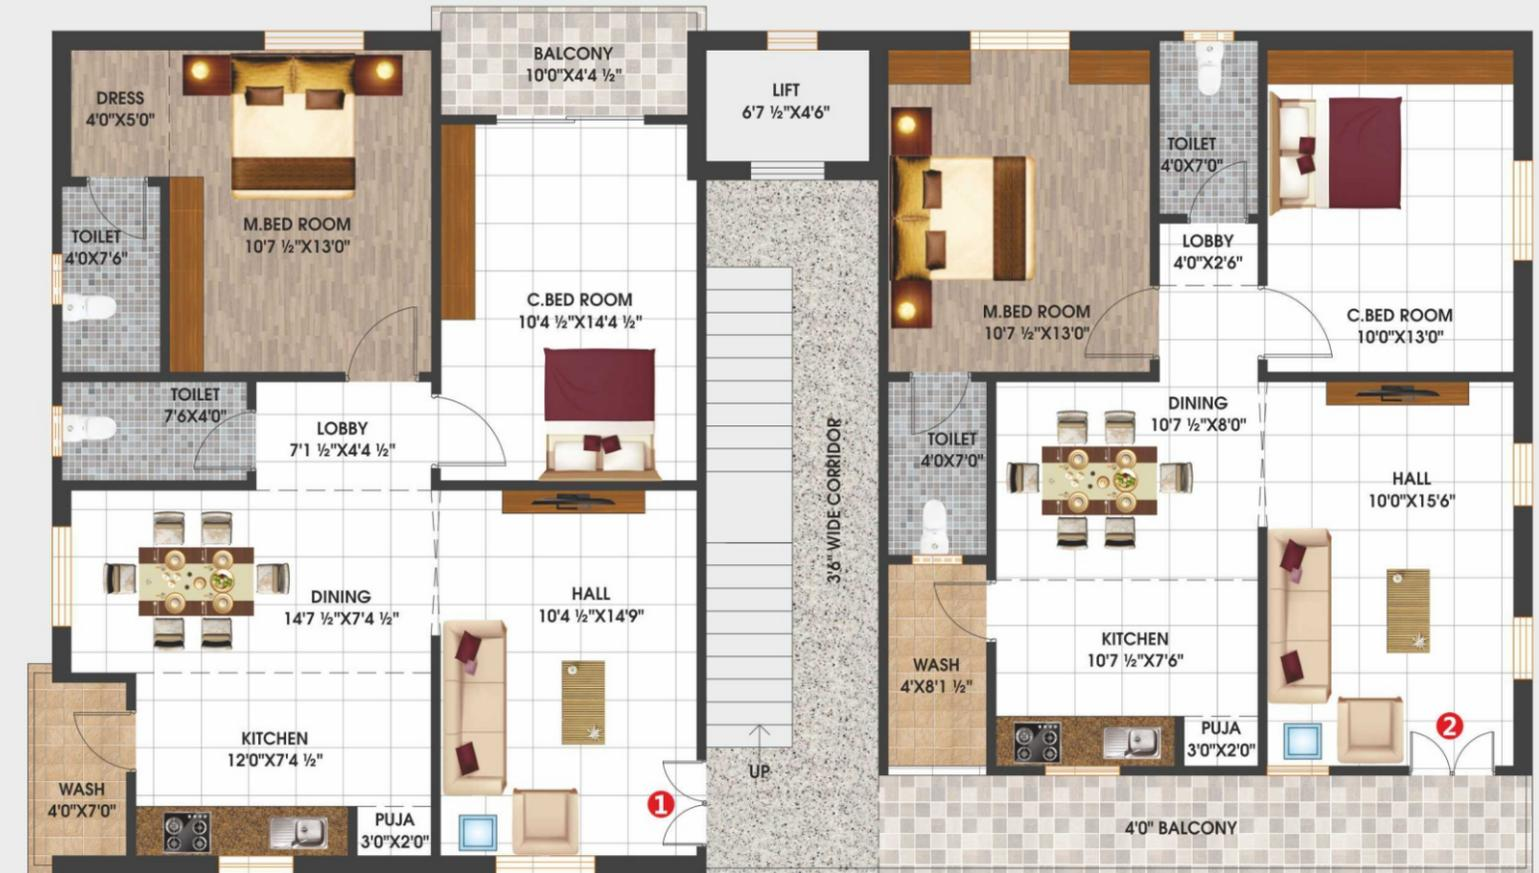 BALCONY
10'0"X4'4 ½"
DRESS
4'0"X5'0"
LIFT
6'7 ½"X4'6"
TOILET
4'0X7'0"
M.BED ROOM
10'7 ½"X13'0"
TOILET
4'0X7'6"
LOBBY
4'0"X2'6"
C.BED ROOM
10'4 ½"X14'4 ½"
M.BED ROOM
10'7 ½"X13'0"
C.BED ROOM
10'0"X13'0"
TOILET
7'6X4'0"
LOBBY
7'1 ½"X4'4 ½"
3'6" WIDE CORRIDOR
DINING
10'7 ½"X8'0"
TOILET
4'0X7'0"
HALL
10'0"X15'6"
DINING
14'7 ½"X7'4 ½"
HALL
10'4 ½"X14'9"
KITCHEN
10'7 ½"X7'6"
WASH
4'X8'1 ½"
KITCHEN
12'0"X7'4 ½"
PUJA
3'0"X2'0"
2
UP
WASH
4'0"X7'0"
1
PUJA
3'0"X2'0"
4'0" BALCONY